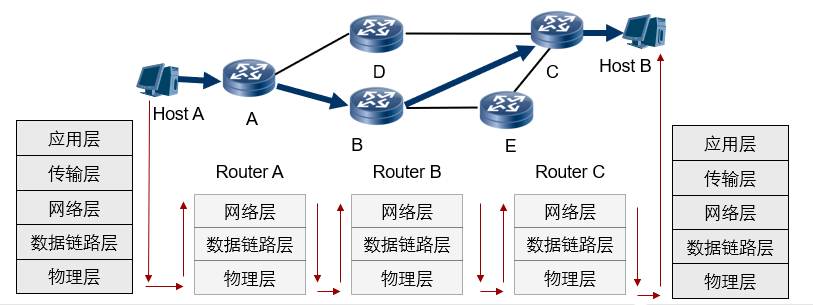 D
C
Host B
Host A
A
B
E
应用层
传输层
网络层
数据链路层
物理层
Router A
网络层
数据链路层
物理层
Router B
网络层
数据链路层
物理层
Router C
网络层
数据链路层
物理层
应用层
传输层
网络层
数据链路层
物理层